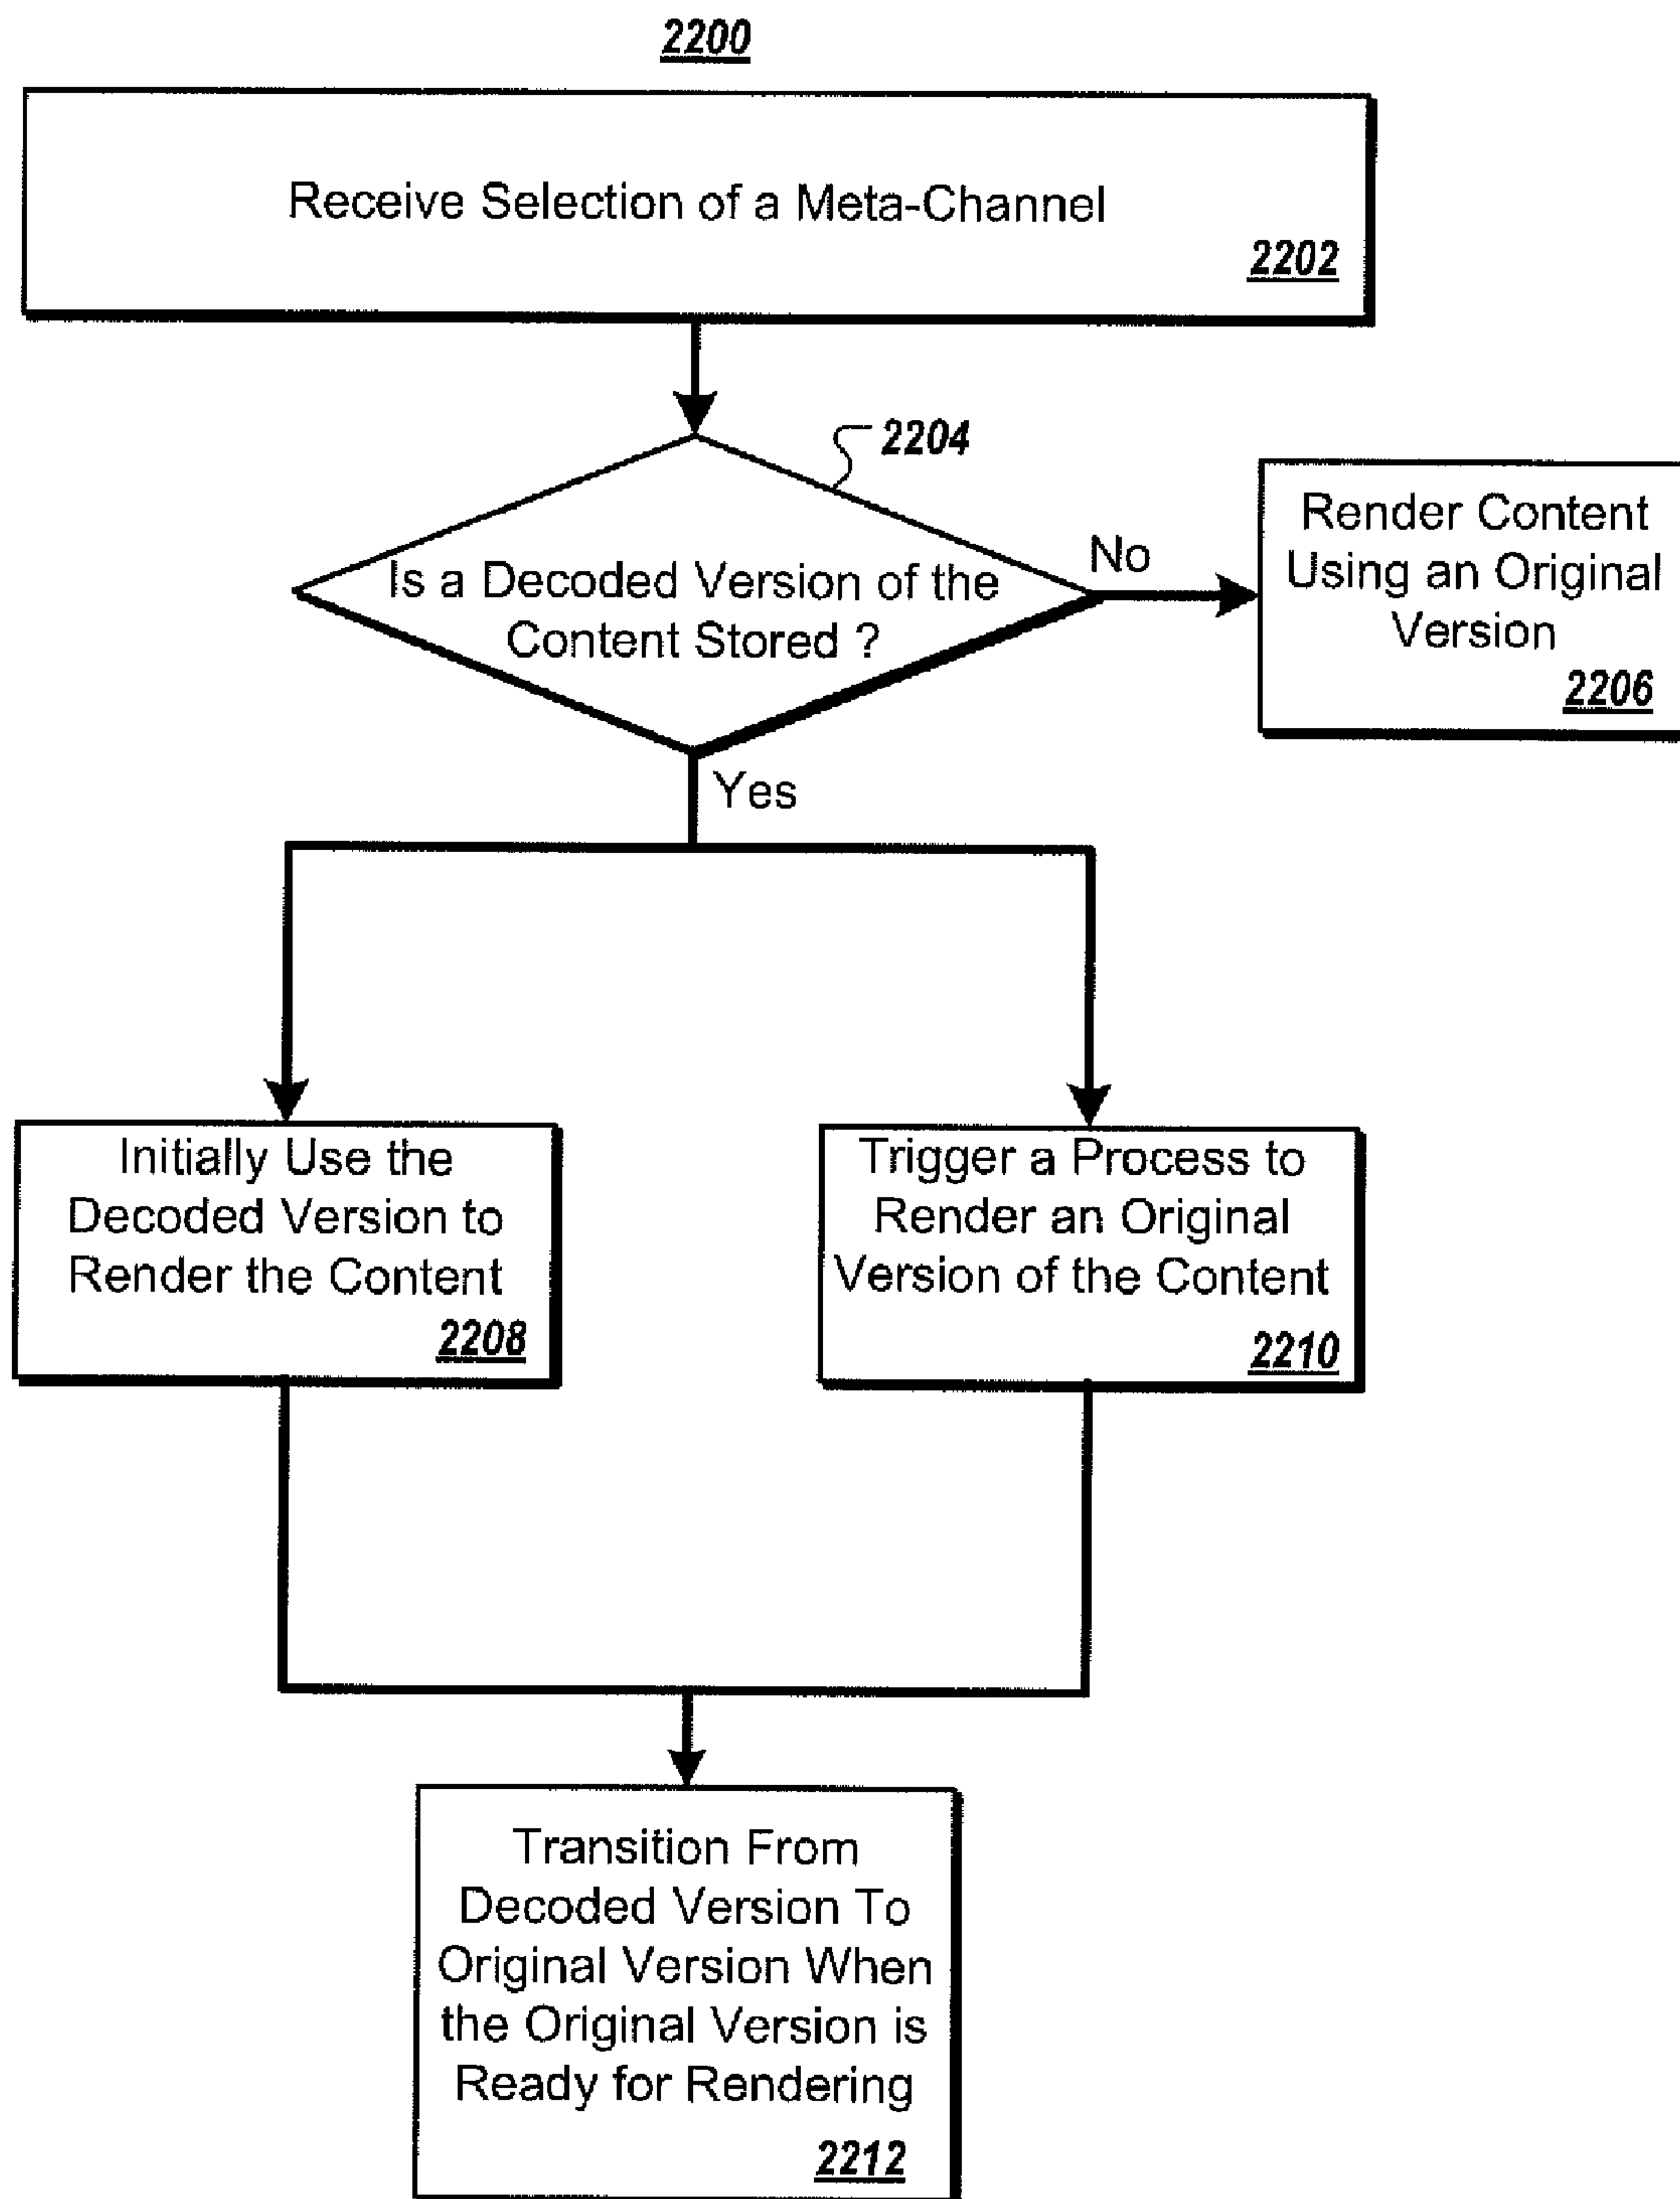 2200
Receive Selection of a Meta-Channel
2202
2204
Is a Decoded Version of the
Content Stored ?
No
Render Content
Using an Original
Version
2206
Yes
Initially Use the
Decoded Version to
Render the Content
2208
Trigger a Process to
Render an Original
Version of the Content
2210
Transition From
Decoded Version To
Original Version When
the Original Version is
Ready for Rendering
2212